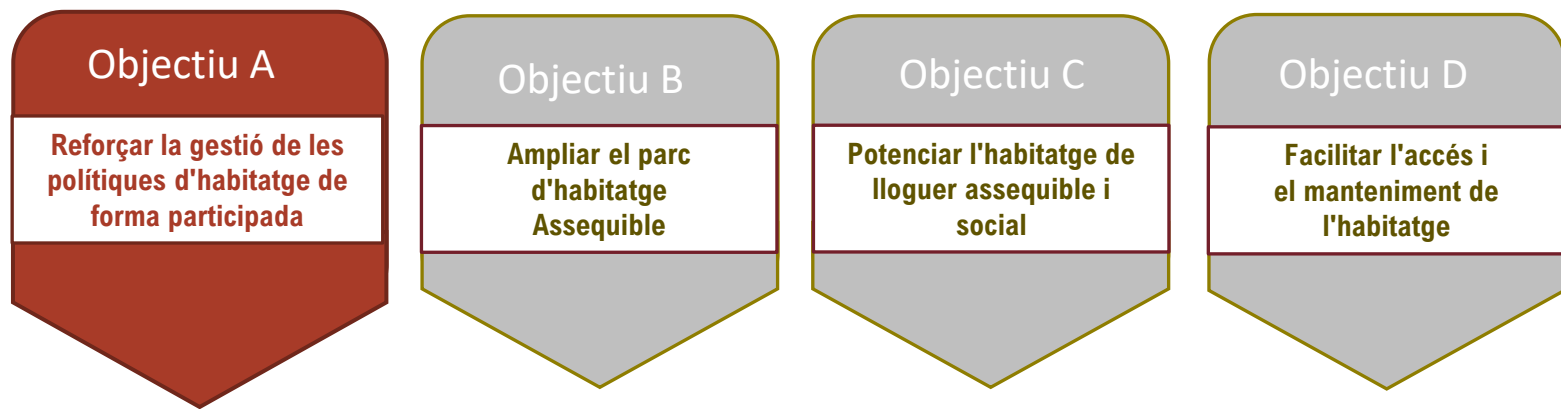 Objectiu A
Reforçar la gestió de les
polítiques d'habitatge de
forma participada
Objectiu B
Ampliar el parc
d'habitatge
Assequible
Objectiu C
Potenciar l'habitatge de
lloguer assequible i
social
Objectiu D
Facilitar l'accés i
el manteniment de
l'habitatge